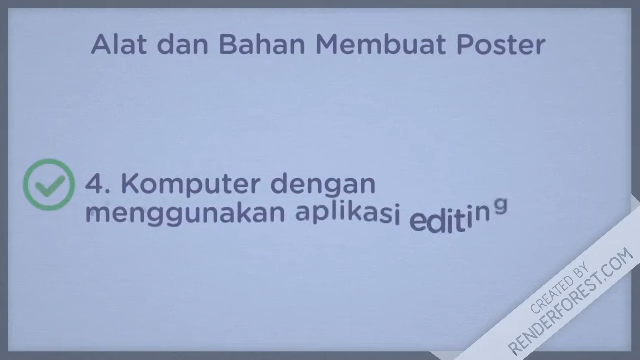 Alat dan Bahan Membuat Poster
4. Komputer dengan
menggunakan aplikasi editing
CREATED BY
RENDERFOREST.COM